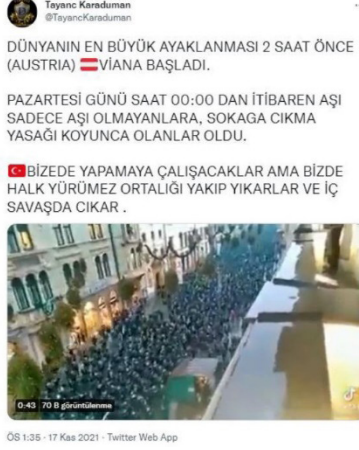 Tayanc Karaduman
@TayancKaraduman
DÜNYANIN EN BÜYÜK AYAKLANMASI 2 SAAT ÖNCE
(AUSTRIA) 🇦🇹VİANA BAŞLADI.
PAZARTESİ GÜNÜ SAAT 00:00 DAN İTİBAREN AŞI
SADECE AŞI OLMAYANLARA, SOKAGA CIKMA
YASAĞI KOYUNCA OLANLAR OLDU.
🇹🇷BİZEDE YAPAMAYA ÇALIŞACAKLAR AMA BİZDE
HALK YÜRÜMEZ ORTALIĞI YAKIP YIKARLAR VE İÇ
SAVAŞDA CIKAR .
0:43 70 B görüntülenme
ÖS 1:35 · 17 Kas 2021 · Twitter Web App